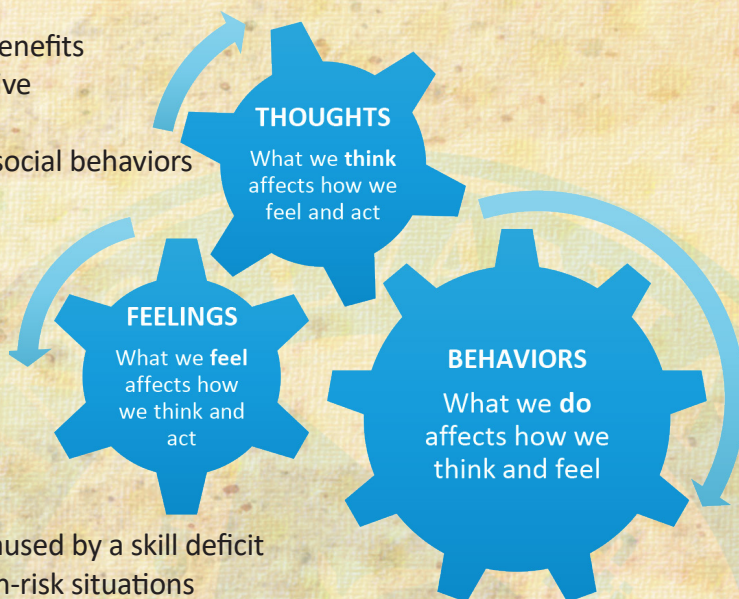 enefits
ve
social behaviors
THOUGHTS
What we think
affects how we
feel and act
FEELINGS
What we feel
affects how
we think and
act
BEHAVIORS
What we do
affects how we
think and feel
aused by a skill deficit
n-risk situations